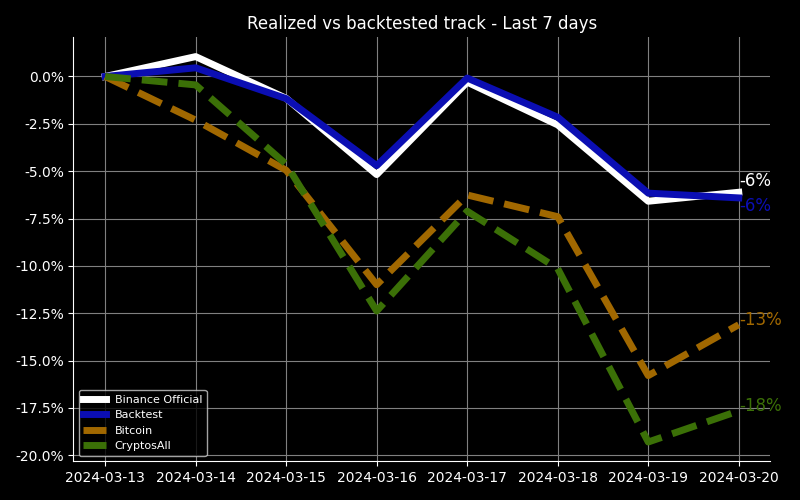 Realized vs backtested track - Last 7 days
0.0%
-2.5%
-5.0%
-7.5%
-10.0%
-12.5%
-15.0%
-17.5%
-20.0%
-6%
-6%
-13%
-18%
Binance Official
Backtest
Bitcoin
CryptosAll
2024-03-13 2024-03-14 2024-03-15 2024-03-16 2024-03-17 2024-03-18 2024-03-19 2024-03-20